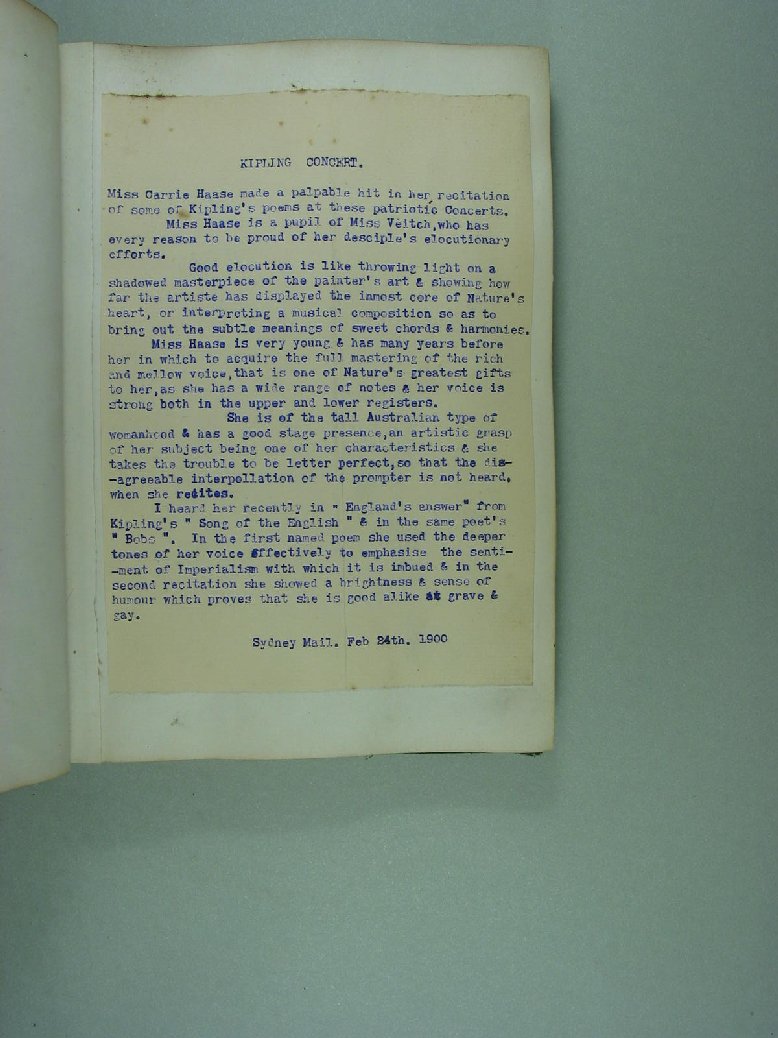 KIPLING CONCERT.
Miss Carrie Haase made a palpable hit in her recitation
of some of Kipling's poems at these patriotic Concerts.
Miss Haase is a pupil of Miss Veitch,who has
every reason to be proud of her desciple's elocutionary
efforts.
Good elocution is like throwing light on a
shadowed masterpiece of the painter's art & showing how
far the artiste has displayed the inmost core of Nature's
heart, or interpreting a musical composition so as to
bring out the subtle meanings of sweet chords & harmonies.
Miss Haase is very young & has many years before
her in which to acquire the full mastering of the rich
and mellow voice,that is one of Nature's greatest gifts
to her,as she has a wide range of notes & her voice is
strong both in the upper and lower registers.
She is of the tall Australian type of
womanhood & has a good stage presence,an artistic grasp
of her subject being one of her characteristics & she
takes the trouble to be letter perfect,so that the dis-
-agreeable interpellation of the prompter is not heard,
when she recites.
I heard her recently in " England's answer" from
Kipling's " Song of the English " & in the same poet's
" Bobs ". In the first named poem she used the deeper
tones of her voice effectively to emphasise the senti-
-ment of Imperialism with which it is imbued & in the
second recitation she showed a brightness & sense of
humour which proves that she is good alike at grave &
gay.
Sydney Mail. Feb 24th. 1900